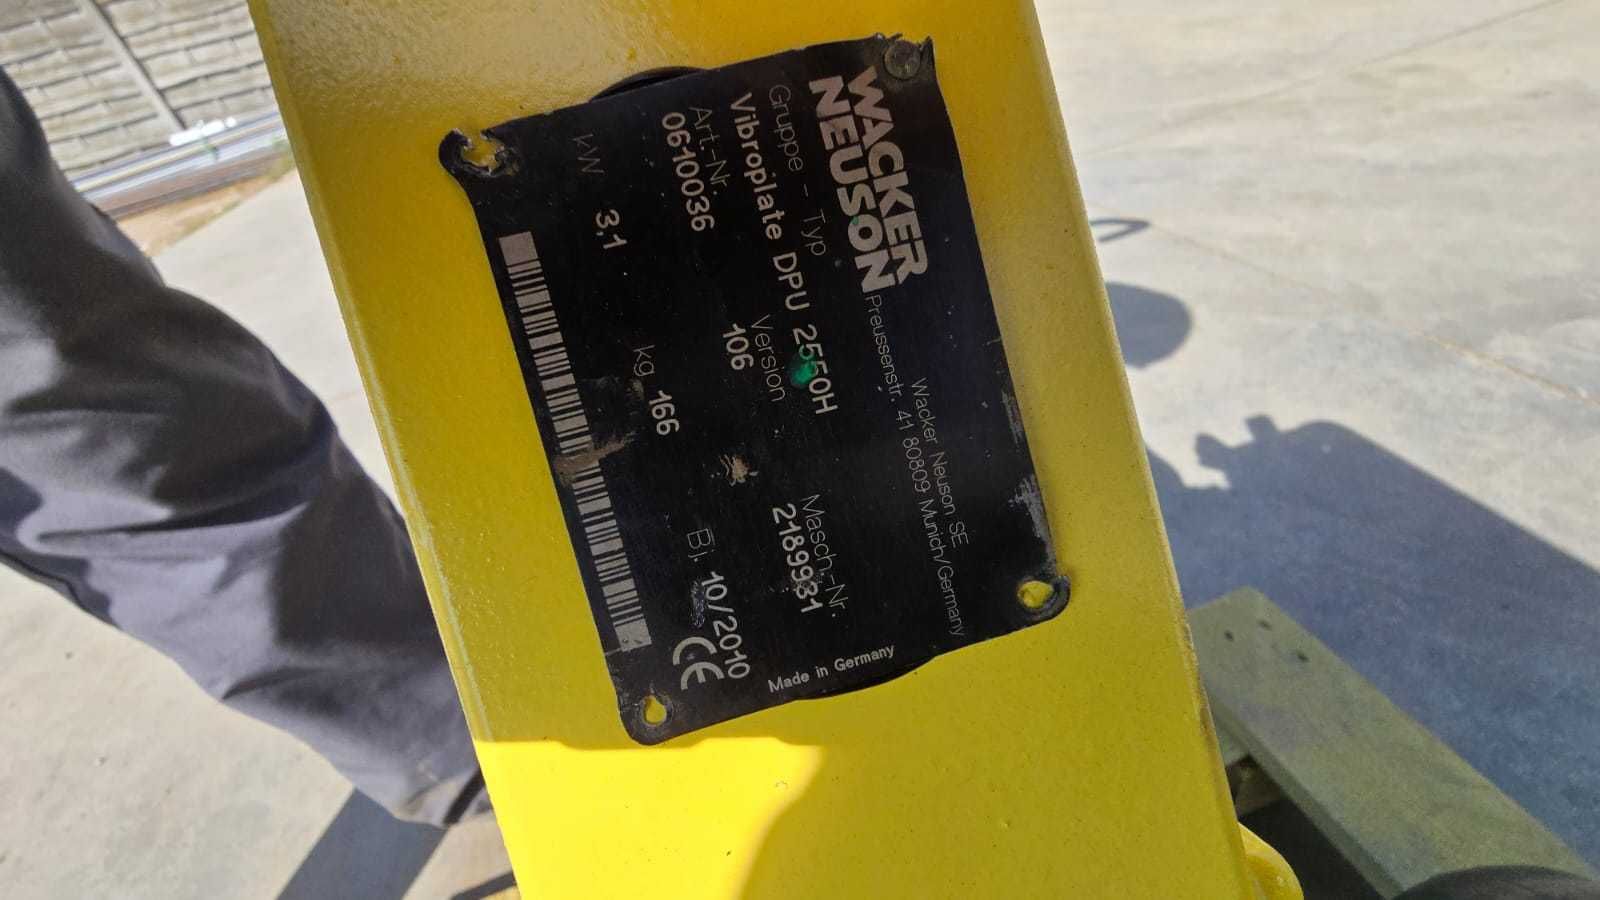 WACKER
NEUSON
Wacker Neuson SE
Preussenstr. 41 80809 Munich/Germany
Gruppe - Typ
Vibroplate DPU 2550H
Masch.-Nr.
2189931
Art.-Nr.
0610036
Version
106
kW 3,1
kg 166
Bj. 10/2010
CE
Made in Germany